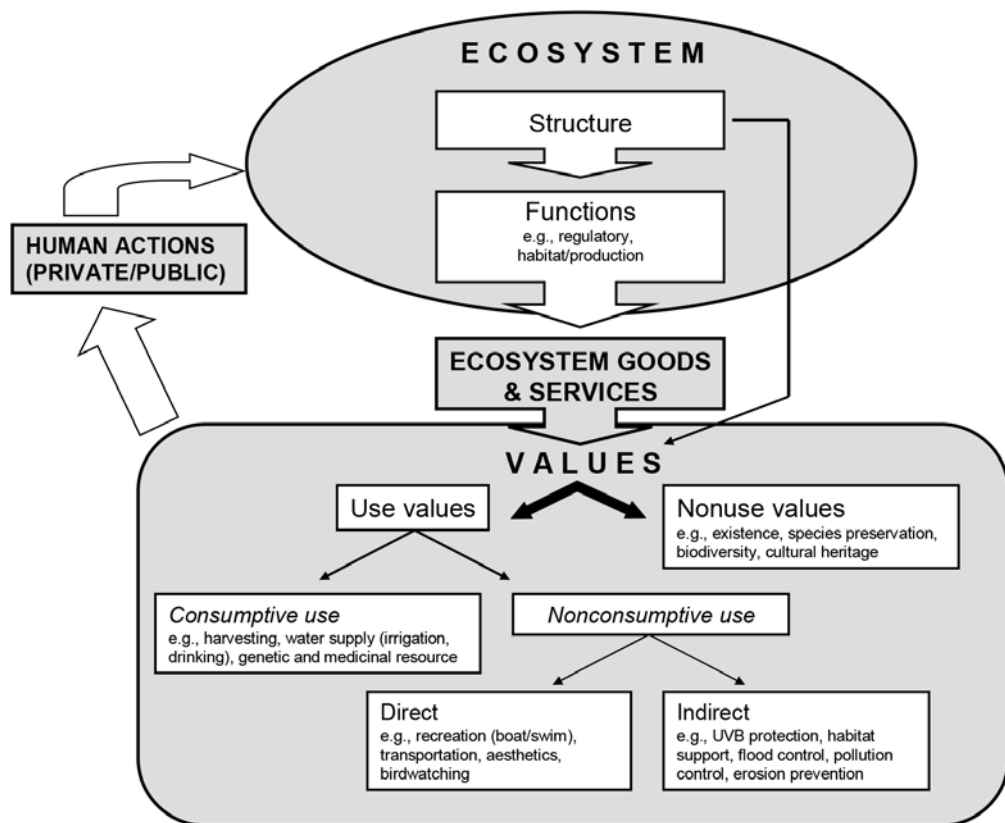 ECOSYSTEM
Structure
Functions
e.g., regulatory,
habitat/production
HUMAN ACTIONS
(PRIVATE/PUBLIC)
ECOSYSTEM GOODS
& SERVICES
VALUES
Use values
Nonuse values
e.g., existence, species preservation,
biodiversity, cultural heritage
Consumptive use
e.g., harvesting, water supply (irrigation,
drinking), genetic and medicinal resource
Nonconsumptive use
Direct
e.g., recreation (boat/swim),
transportation, aesthetics,
birdwatching
Indirect
e.g., UVB protection, habitat
support, flood control, pollution
control, erosion prevention